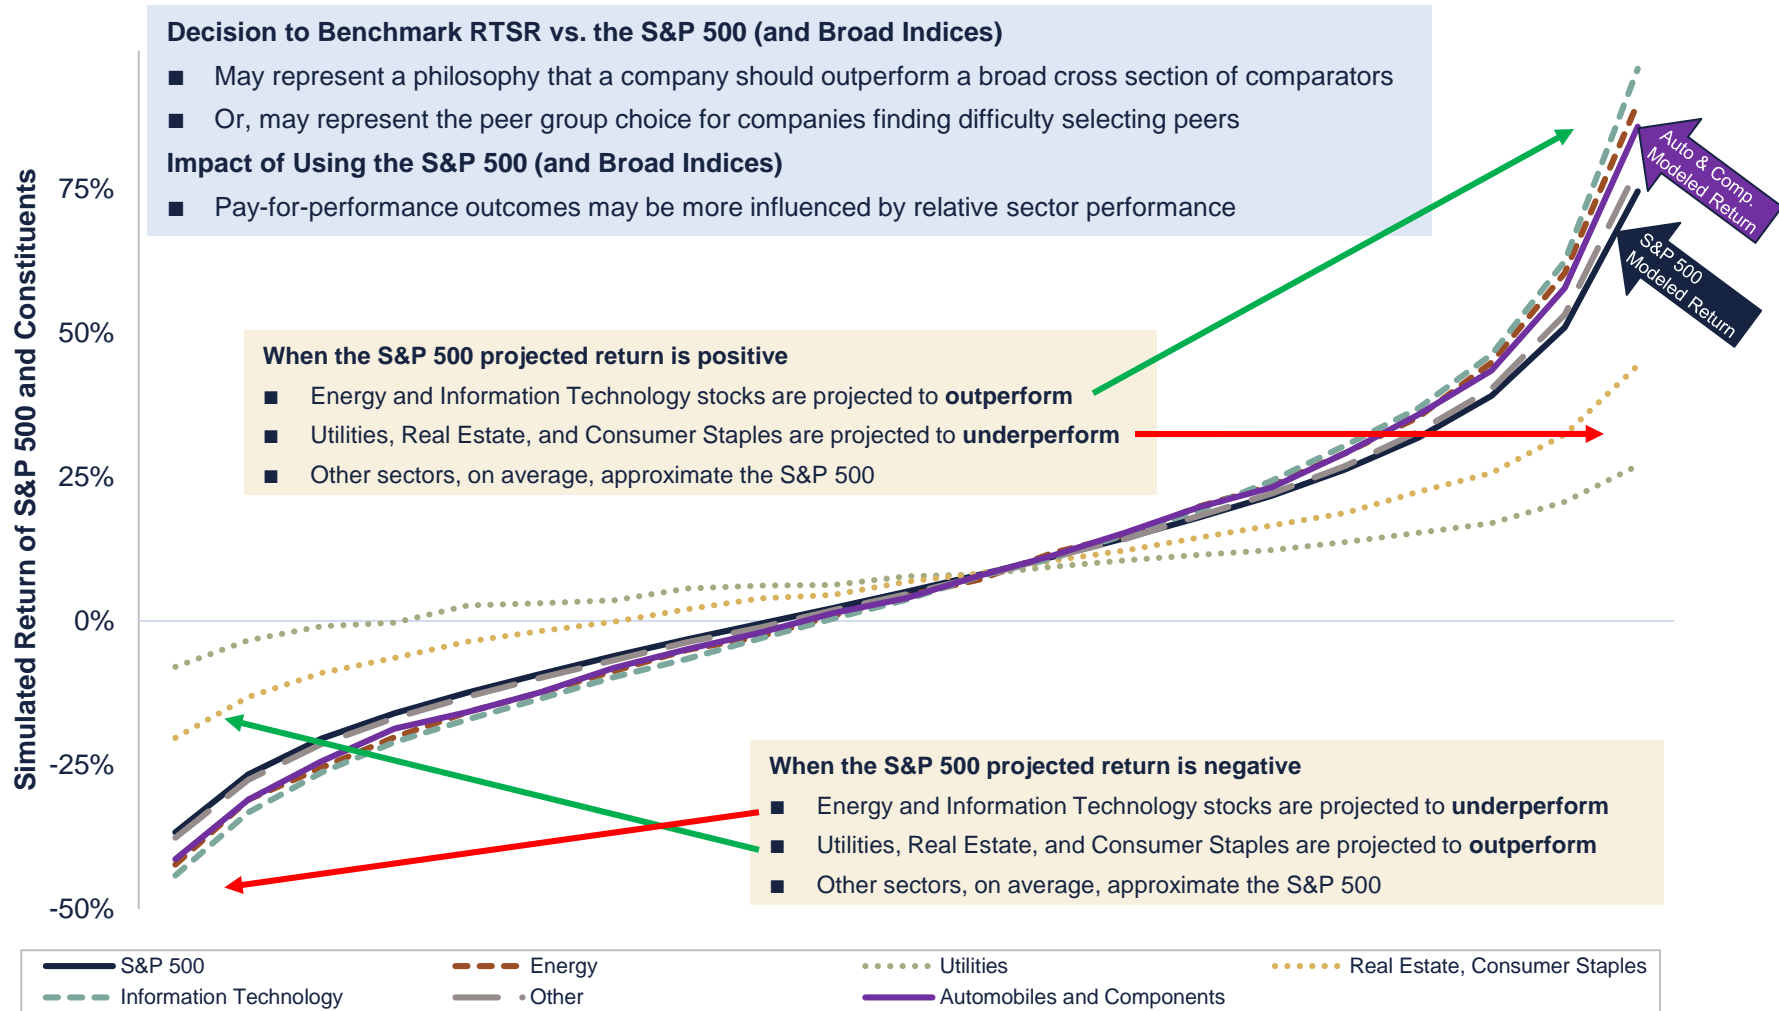 Decision to Benchmark RTSR vs. the S&P 500 (and Broad Indices)
■ May represent a philosophy that a company should outperform a broad cross section of comparators
■ Or, may represent the peer group choice for companies finding difficulty selecting peers
Impact of Using the S&P 500 (and Broad Indices)
■ Pay-for-performance outcomes may be more influenced by relative sector performance
Simulated Return of S&P 500 and Constituents
75%
50%
25%
0%
-25%
-50%
Auto & Comp.
Modeled Return
S&P 500
Modeled Return
When the S&P 500 projected return is positive
■ Energy and Information Technology stocks are projected to outperform
■ Utilities, Real Estate, and Consumer Staples are projected to underperform
■ Other sectors, on average, approximate the S&P 500
When the S&P 500 projected return is negative
■ Energy and Information Technology stocks are projected to underperform
■ Utilities, Real Estate, and Consumer Staples are projected to outperform
■ Other sectors, on average, approximate the S&P 500
S&P 500
Energy
Utilities
Real Estate, Consumer Staples
Information Technology
Other
Automobiles and Components